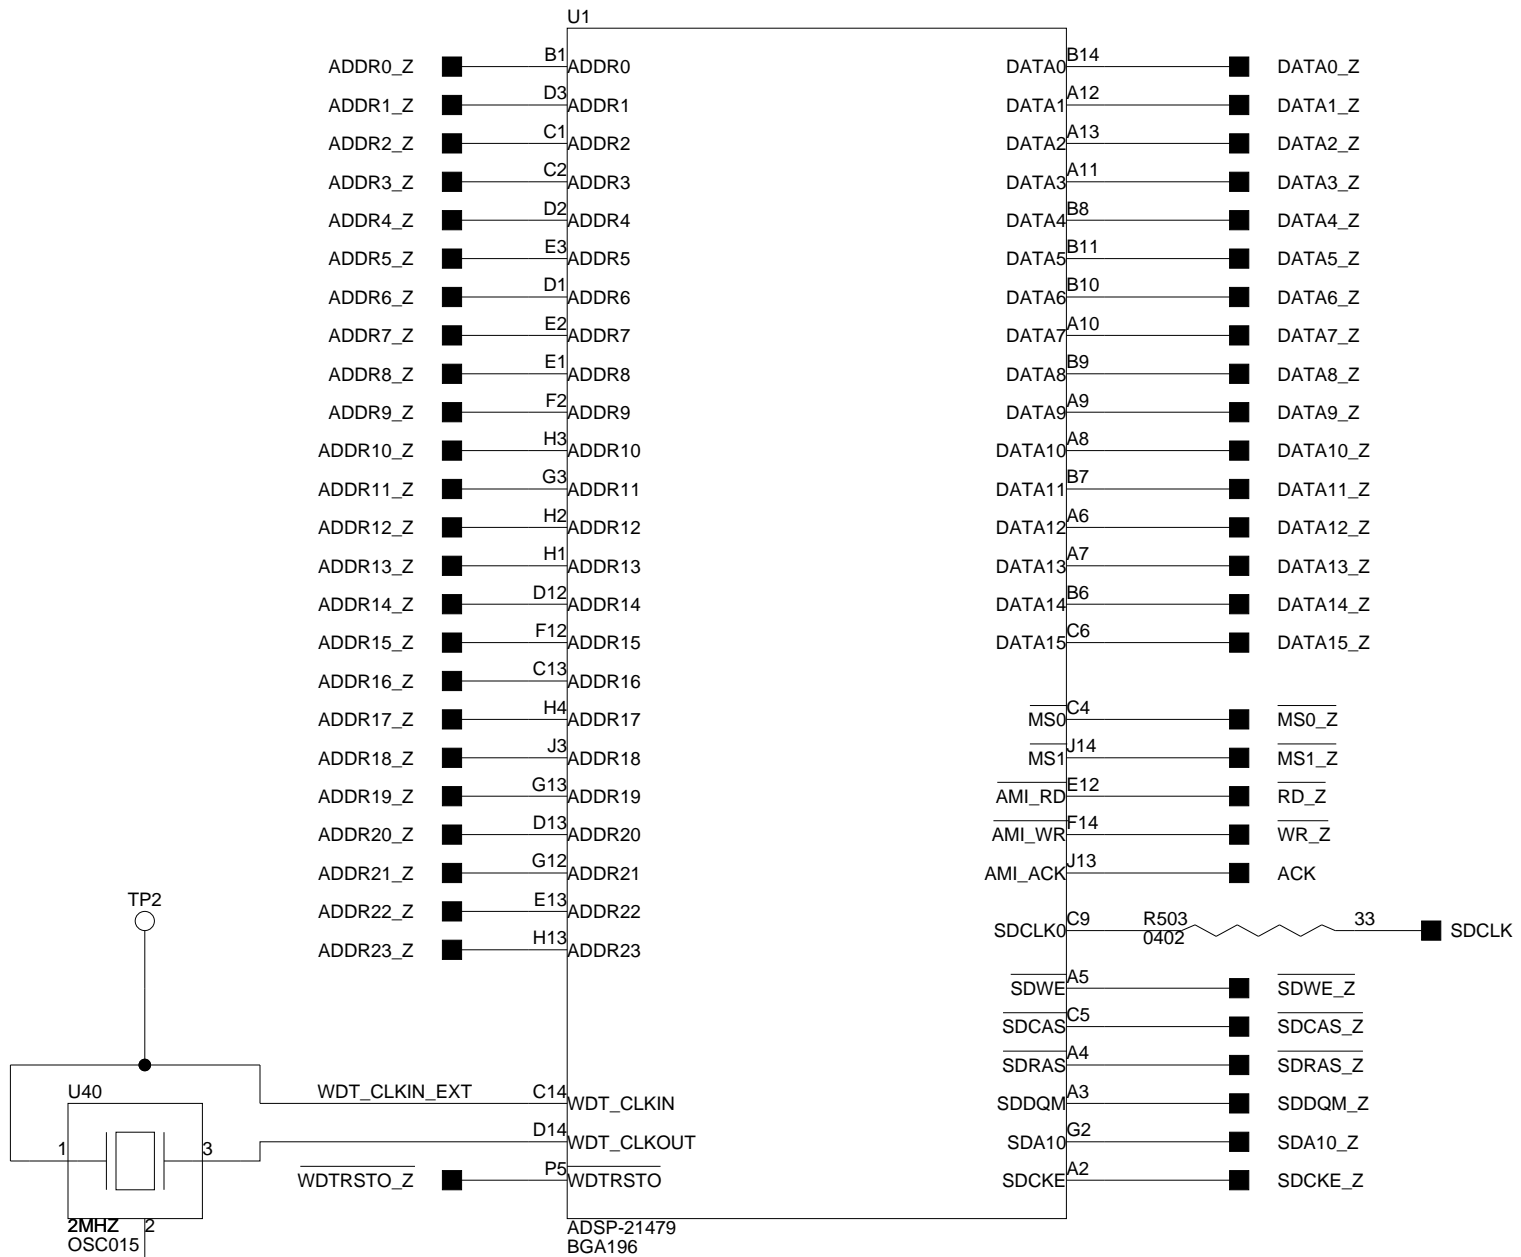 U1
ADDR0_Z B1 ADDR0 DATA0 B14 DATA0_Z
ADDR1_Z D3 ADDR1 DATA1 A12 DATA1_Z
ADDR2_Z C1 ADDR2 DATA2 A13 DATA2_Z
ADDR3_Z C2 ADDR3 DATA3 A11 DATA3_Z
ADDR4_Z D2 ADDR4 DATA4 B8 DATA4_Z
ADDR5_Z E3 ADDR5 DATA5 B11 DATA5_Z
ADDR6_Z D1 ADDR6 DATA6 B10 DATA6_Z
ADDR7_Z E2 ADDR7 DATA7 A10 DATA7_Z
ADDR8_Z E1 ADDR8 DATA8 B9 DATA8_Z
ADDR9_Z F2 ADDR9 DATA9 A9 DATA9_Z
ADDR10_Z H3 ADDR10 DATA10 A8 DATA10_Z
ADDR11_Z G3 ADDR11 DATA11 B7 DATA11_Z
ADDR12_Z H2 ADDR12 DATA12 A6 DATA12_Z
ADDR13_Z H1 ADDR13 DATA13 A7 DATA13_Z
ADDR14_Z D12 ADDR14 DATA14 B6 DATA14_Z
ADDR15_Z F12 ADDR15 DATA15 C6 DATA15_Z
ADDR16_Z C13 ADDR16
ADDR17_Z H4 ADDR17 MS0 C4 MS0_Z
ADDR18_Z J3 ADDR18 MS1 J14 MS1_Z
ADDR19_Z G13 ADDR19 AMI_RD E12 RD_Z
ADDR20_Z D13 ADDR20 AMI_WR F14 WR_Z
ADDR21_Z G12 ADDR21 AMI_ACK J13 ACK
TP2
ADDR22_Z E13 ADDR22
SDCLK0 C9 R503 0402 33 SDCLK
ADDR23_Z H13 ADDR23
SDWE A5 SDWE_Z
SDCAS C5 SDCAS_Z
SDRAS A4 SDRAS_Z
U40 WDT_CLKIN_EXT C14 WDT_CLKIN SDDQM A3 SDDQM_Z
1 3 D14 WDT_CLKOUT SDA10 G2 SDA10_Z
WDTRSTO_Z P5 WDTRSTO SDCKE A2 SDCKE_Z
2MHZ 2 ADSP-21479
OSC015 BGA196